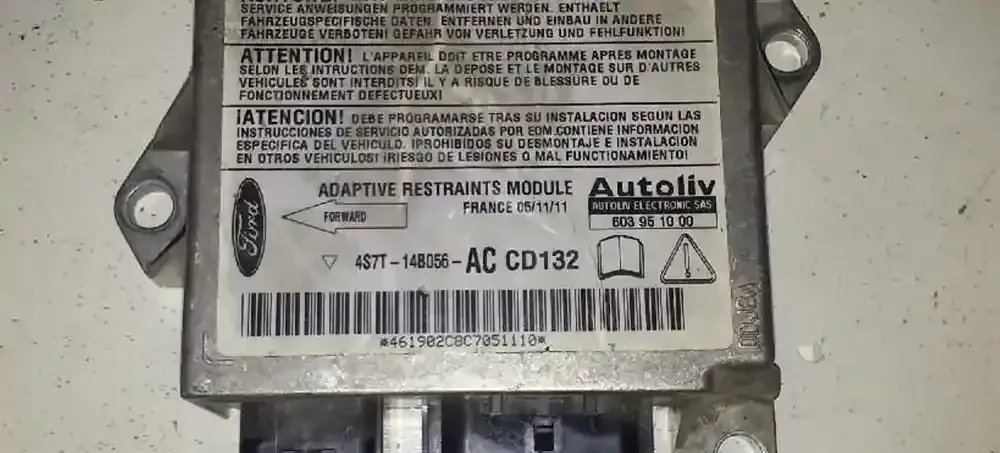 SERVICE ANWEISUNGEN PROGRAMMIERT WERDEN. ENTHAELT
FAHRZEUGSPEZIFISCHE DATEN. ENTFERNEN UND EINBAU IN ANDERE
FAHRZEUGE VERBOTEN! GEFAHR VON VERLETZUNG UND FEHLFUNKTION!
ATTENTION! L'APPAREIL DOIT ETRE PROGRAMME APRES MONTAGE
SELON LES INTRUCTIONS DEM. LA DEPOSE ET LE MONTAGE SUR D'AUTRES
VEHICULES SONT INTERDITS! IL Y A RISQUE DE BLESSURE OU DE
FONCTIONNEMENT DEFECTUEUX!
¡ATENCION! DEBE PROGRAMARSE TRAS SU INSTALACION SEGUN LAS
INSTRUCCIONES DE SERVICIO AUTORIZADAS POR EDM.CONTIENE INFORMACION
ESPECIFICA DEL VEHICULO. ¡PROHIBIDOS SU DESMONTAJE E INSTALACION
EN OTROS VEHICULOS! ¡RIESGO DE LESIONES O MAL FUNCIONAMIENTO!
Ford
FORWARD
ADAPTIVE RESTRAINTS MODULE
FRANCE 05/11/11
Autoliv
AUTOLIV ELECTRONIC SAS
603 95 10 00
4S7T-14B056-AC CD132
*461902C8C7051110*